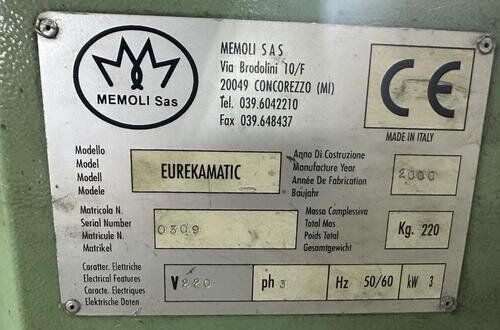 MEMOLI Sas
MEMOLI SAS
Via Brodolini 10/F
20049 CONCOREZZO (MI)
Tel. 039.6042210
Fax 039.648437
CE
MADE IN ITALY
Modello
Model
Modell
Modele
EUREKAMATIC
Anno Di Costruzione
Manufacture Year
Année De Fabrication
Baujahr
2000
Matricola N.
Serial Number
Matricule N.
Matrikel
0309
Massa Complessiva
Total Mas
Poids Total
Gesamtgewicht
Kg. 220
Caratter. Elettriche
Electrical Features
Caracte. Electriques
Elektrische Daten
V 220
ph 3
Hz 50/60
kW 3